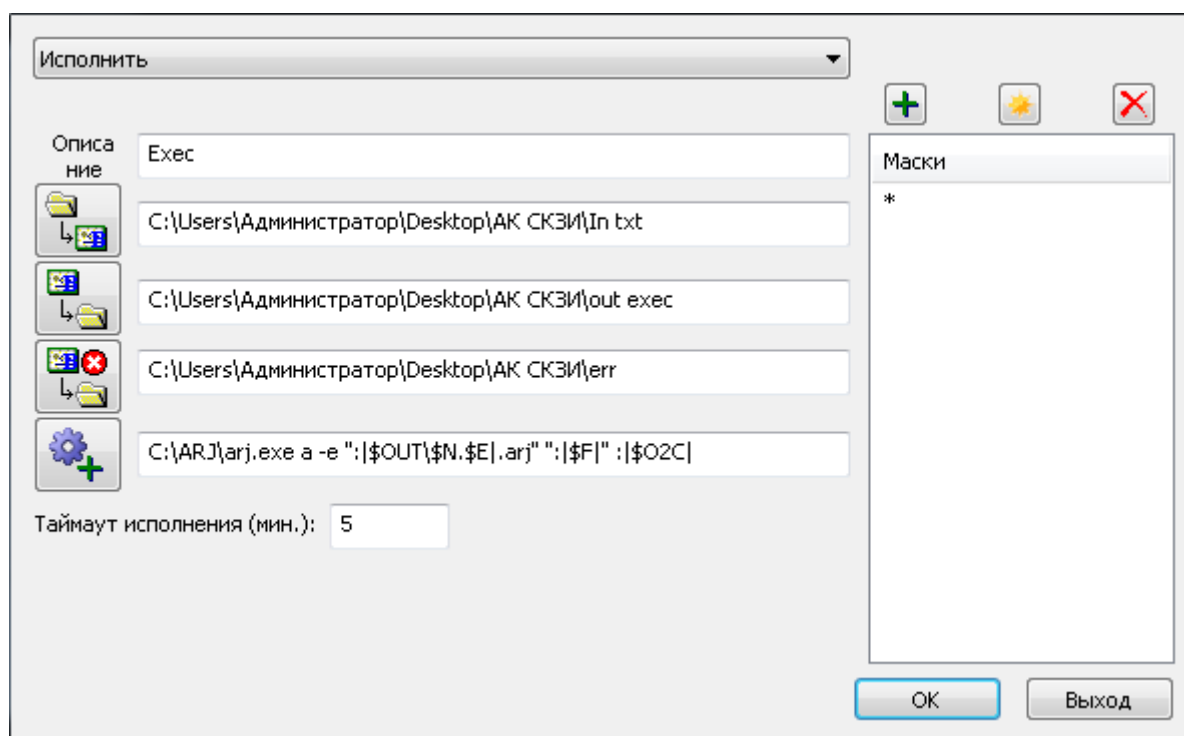 Исполнить
Описа
ние
Exec
C:\Users\Администратор\Desktop\АК СКЗИ\In txt
C:\Users\Администратор\Desktop\АК СКЗИ\out exec
C:\Users\Администратор\Desktop\АК СКЗИ\err
C:\ARJ\arj.exe a -e ":|$OUT\$N.$E|.arj" ":|$F|" :|$O2C|
Таймаут исполнения (мин.): 5
Маски
*
OK
Выход